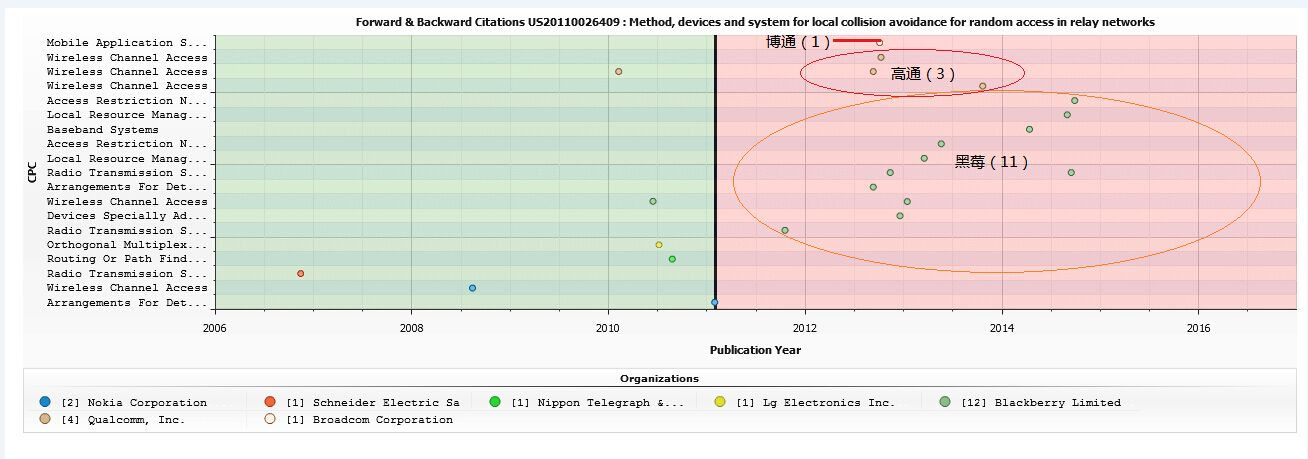 Forward & Backward Citations US20110026409 : Method, devices and system for local collision avoidance for random access in relay networks
Mobile Application S...
博通（1）
Wireless Channel Access
Wireless Channel Access
高通（3）
Wireless Channel Access
Access Restriction N...
Local Resource Manag...
Baseband Systems
Access Restriction N...
Local Resource Manag...
黑莓（11）
Radio Transmission S...
Arrangements For Det...
Wireless Channel Access
Devices Specially Ad...
Radio Transmission S...
Orthogonal Multiplex...
Routing Or Path Find...
Radio Transmission S...
Wireless Channel Access
Arrangements For Det...
CPC
2006 2008 2010 2012 2014 2016
Publication Year
Organizations
[2] Nokia Corporation [1] Schneider Electric Sa [1] Nippon Telegraph &... [1] Lg Electronics Inc. [12] Blackberry Limited
[4] Qualcomm, Inc. [1] Broadcom Corporation